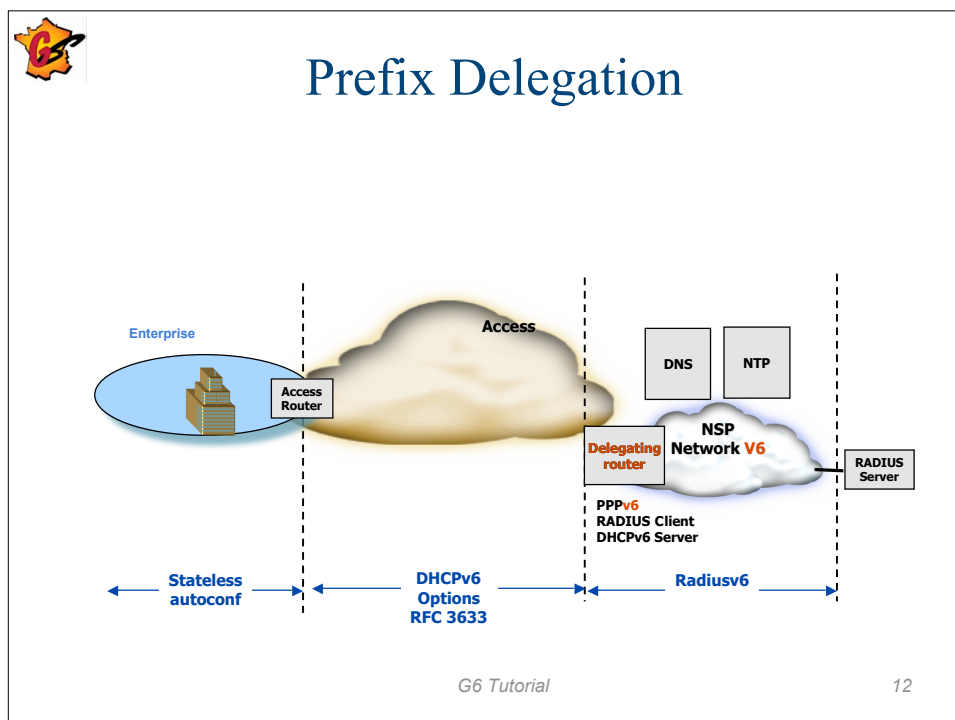 G6
Prefix Delegation
Enterprise
Access
Router
Access
DNS
NTP
NSP
Network V6
Delegating
router
RADIUS
Server
PPPv6
RADIUS Client
DHCPv6 Server
Stateless
autoconf
DHCPv6
Options
RFC 3633
Radiusv6
G6 Tutorial
12